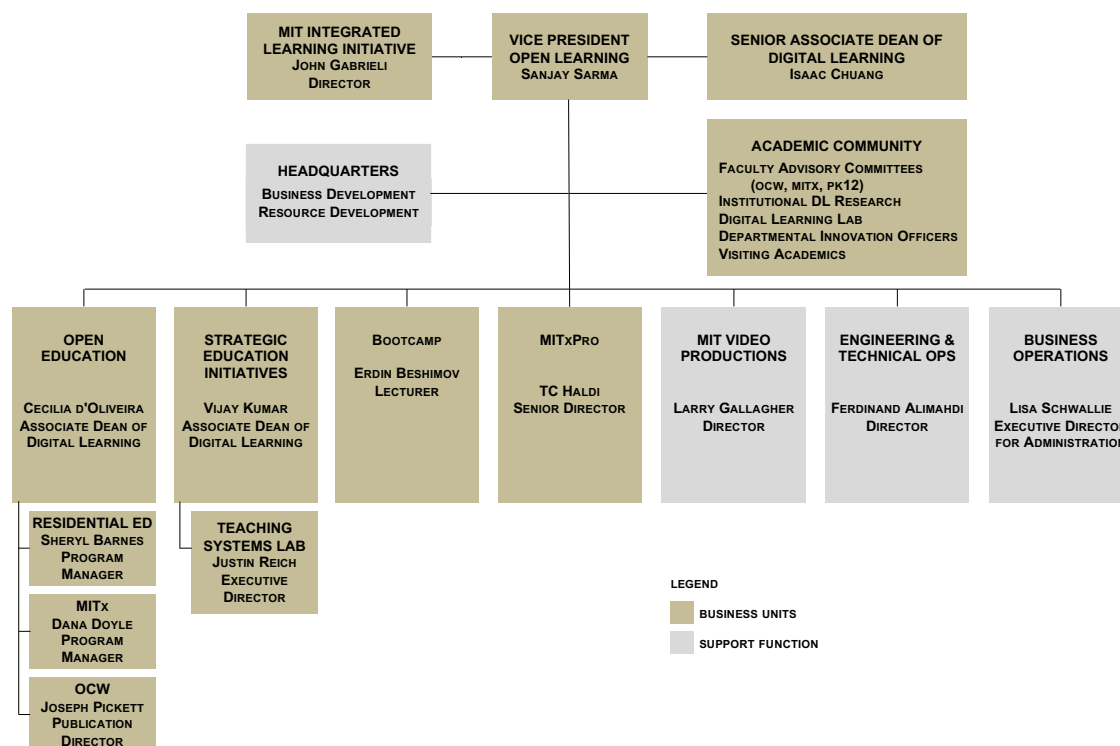 MIT INTEGRATED
LEARNING INITIATIVE
JOHN GABRIELI
DIRECTOR
VICE PRESIDENT
OPEN LEARNING
SANJAY SARMA
SENIOR ASSOCIATE DEAN OF
DIGITAL LEARNING
ISAAC CHUANG
HEADQUARTERS
BUSINESS DEVELOPMENT
RESOURCE DEVELOPMENT
ACADEMIC COMMUNITY
FACULTY ADVISORY COMMITTEES
(OCW, MITX, PK12)
INSTITUTIONAL DL RESEARCH
DIGITAL LEARNING LAB
DEPARTMENTAL INNOVATION OFFICERS
VISITING ACADEMICS
OPEN
EDUCATION
CECILIA D'OLIVEIRA
ASSOCIATE DEAN OF
DIGITAL LEARNING
STRATEGIC
EDUCATION
INITIATIVES
VIJAY KUMAR
ASSOCIATE DEAN OF
DIGITAL LEARNING
BOOTCAMP
ERDIN BESHIMOV
LECTURER
MITxPRO
TC HALDI
SENIOR DIRECTOR
MIT VIDEO
PRODUCTIONS
LARRY GALLAGHER
DIRECTOR
ENGINEERING &
TECHNICAL OPS
FERDINAND ALIMAHDI
DIRECTOR
BUSINESS
OPERATIONS
LISA SCHWALLIE
EXECUTIVE DIRECTO
FOR ADMINISTRATION
RESIDENTIAL ED
SHERYL BARNES
PROGRAM
MANAGER
MITx
DANA DOYLE
PROGRAM
MANAGER
OCW
JOSEPH PICKETT
PUBLICATION
DIRECTOR
TEACHING
SYSTEMS LAB
JUSTIN REICH
EXECUTIVE
DIRECTOR
LEGEND
BUSINESS UNITS
SUPPORT FUNCTION